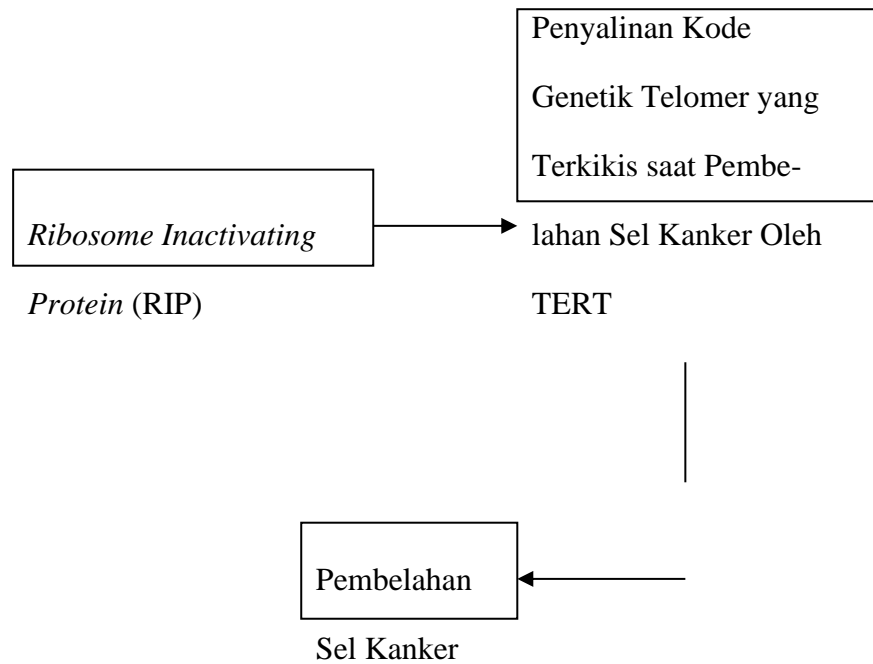 Ribosome Inactivating
Protein (RIP)
Penyalinan Kode
Genetik Telomer yang
Terkikis saat Pembe-
lahan Sel Kanker Oleh
TERT
Pembelahan
Sel Kanker